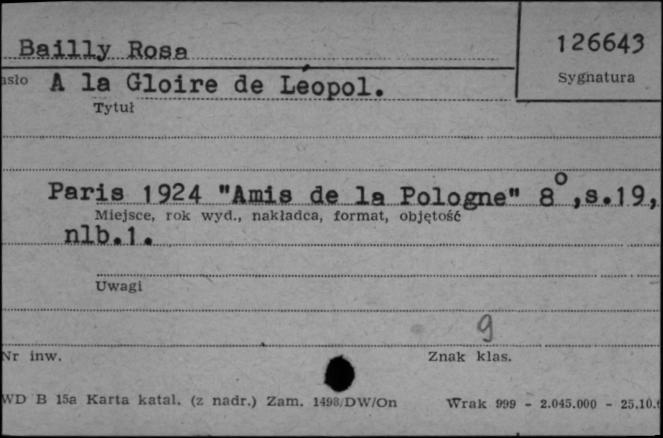 Bailly Rosa
126643
Sygnatura
asło A la Gloire de Léopol.
Tytuł
Paris 1924 "Amis de la Pologne" 8°,s.19,
Miejsce, rok wyd., nakładca, format, objętość
nlb.1.
Uwagi
9
Nr inw. Znak klas.
WD B 15a Karta katal. (z nadr.) Zam. 1498/DW/On Wrak 999 - 2.045.000 - 25.10.